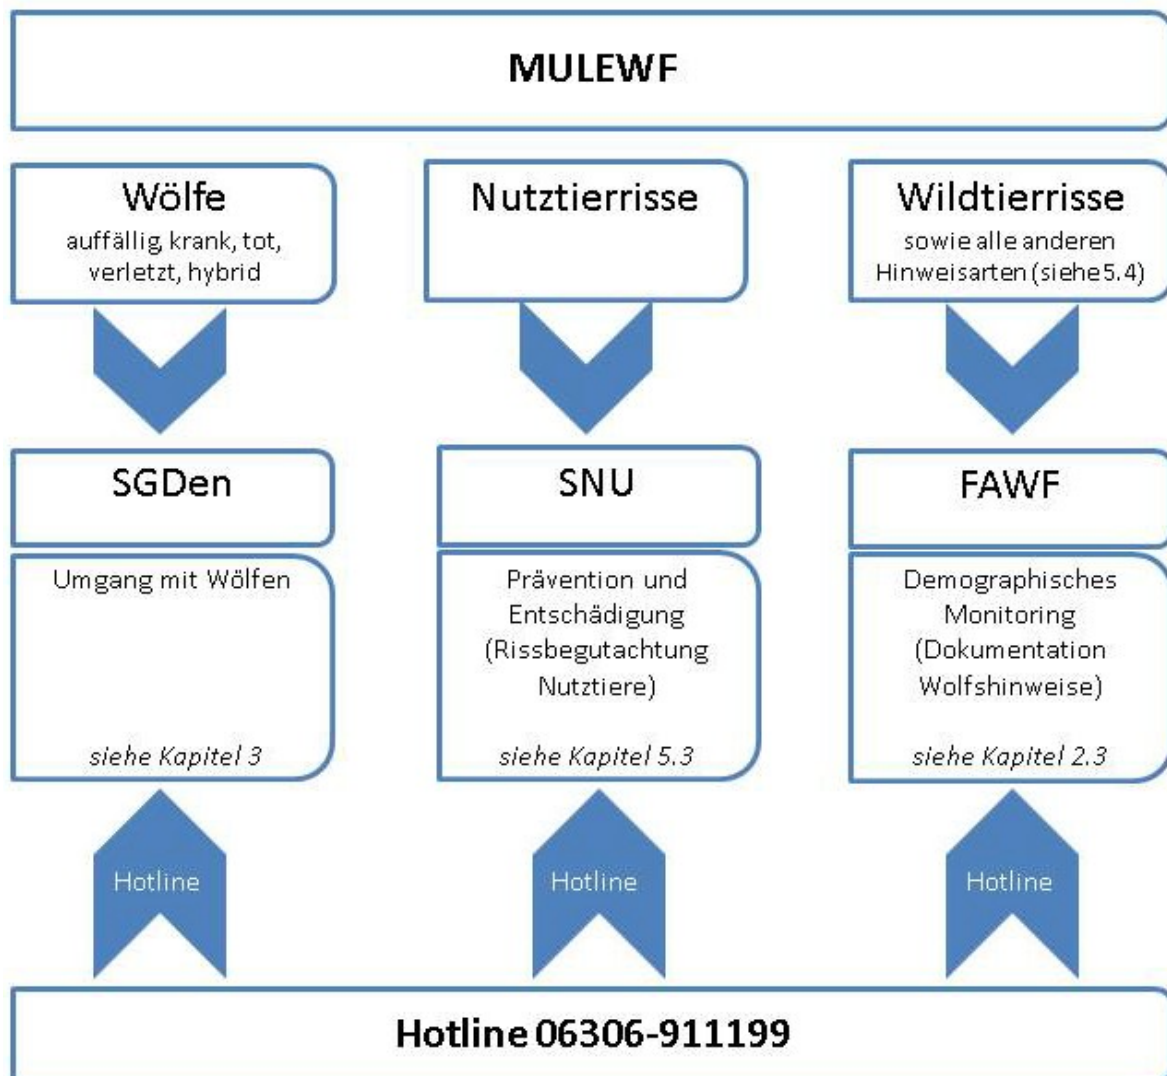 MULEWF
Wölfe
auffällig, krank, tot,
verletzt, hybrid
Nutztierrisse
Wildtierrisse
sowie alle anderen
Hinweisarten (siehe 5.4)
SGDen
Umgang mit Wölfen
siehe Kapitel 3
SNU
Prävention und
Entschädigung
(Rissbegutachtung
Nutztiere)
siehe Kapitel 5.3
FAWF
Demographisches
Monitoring
(Dokumentation
Wolfshinweise)
siehe Kapitel 2.3
Hotline
Hotline
Hotline
Hotline 06306-911199